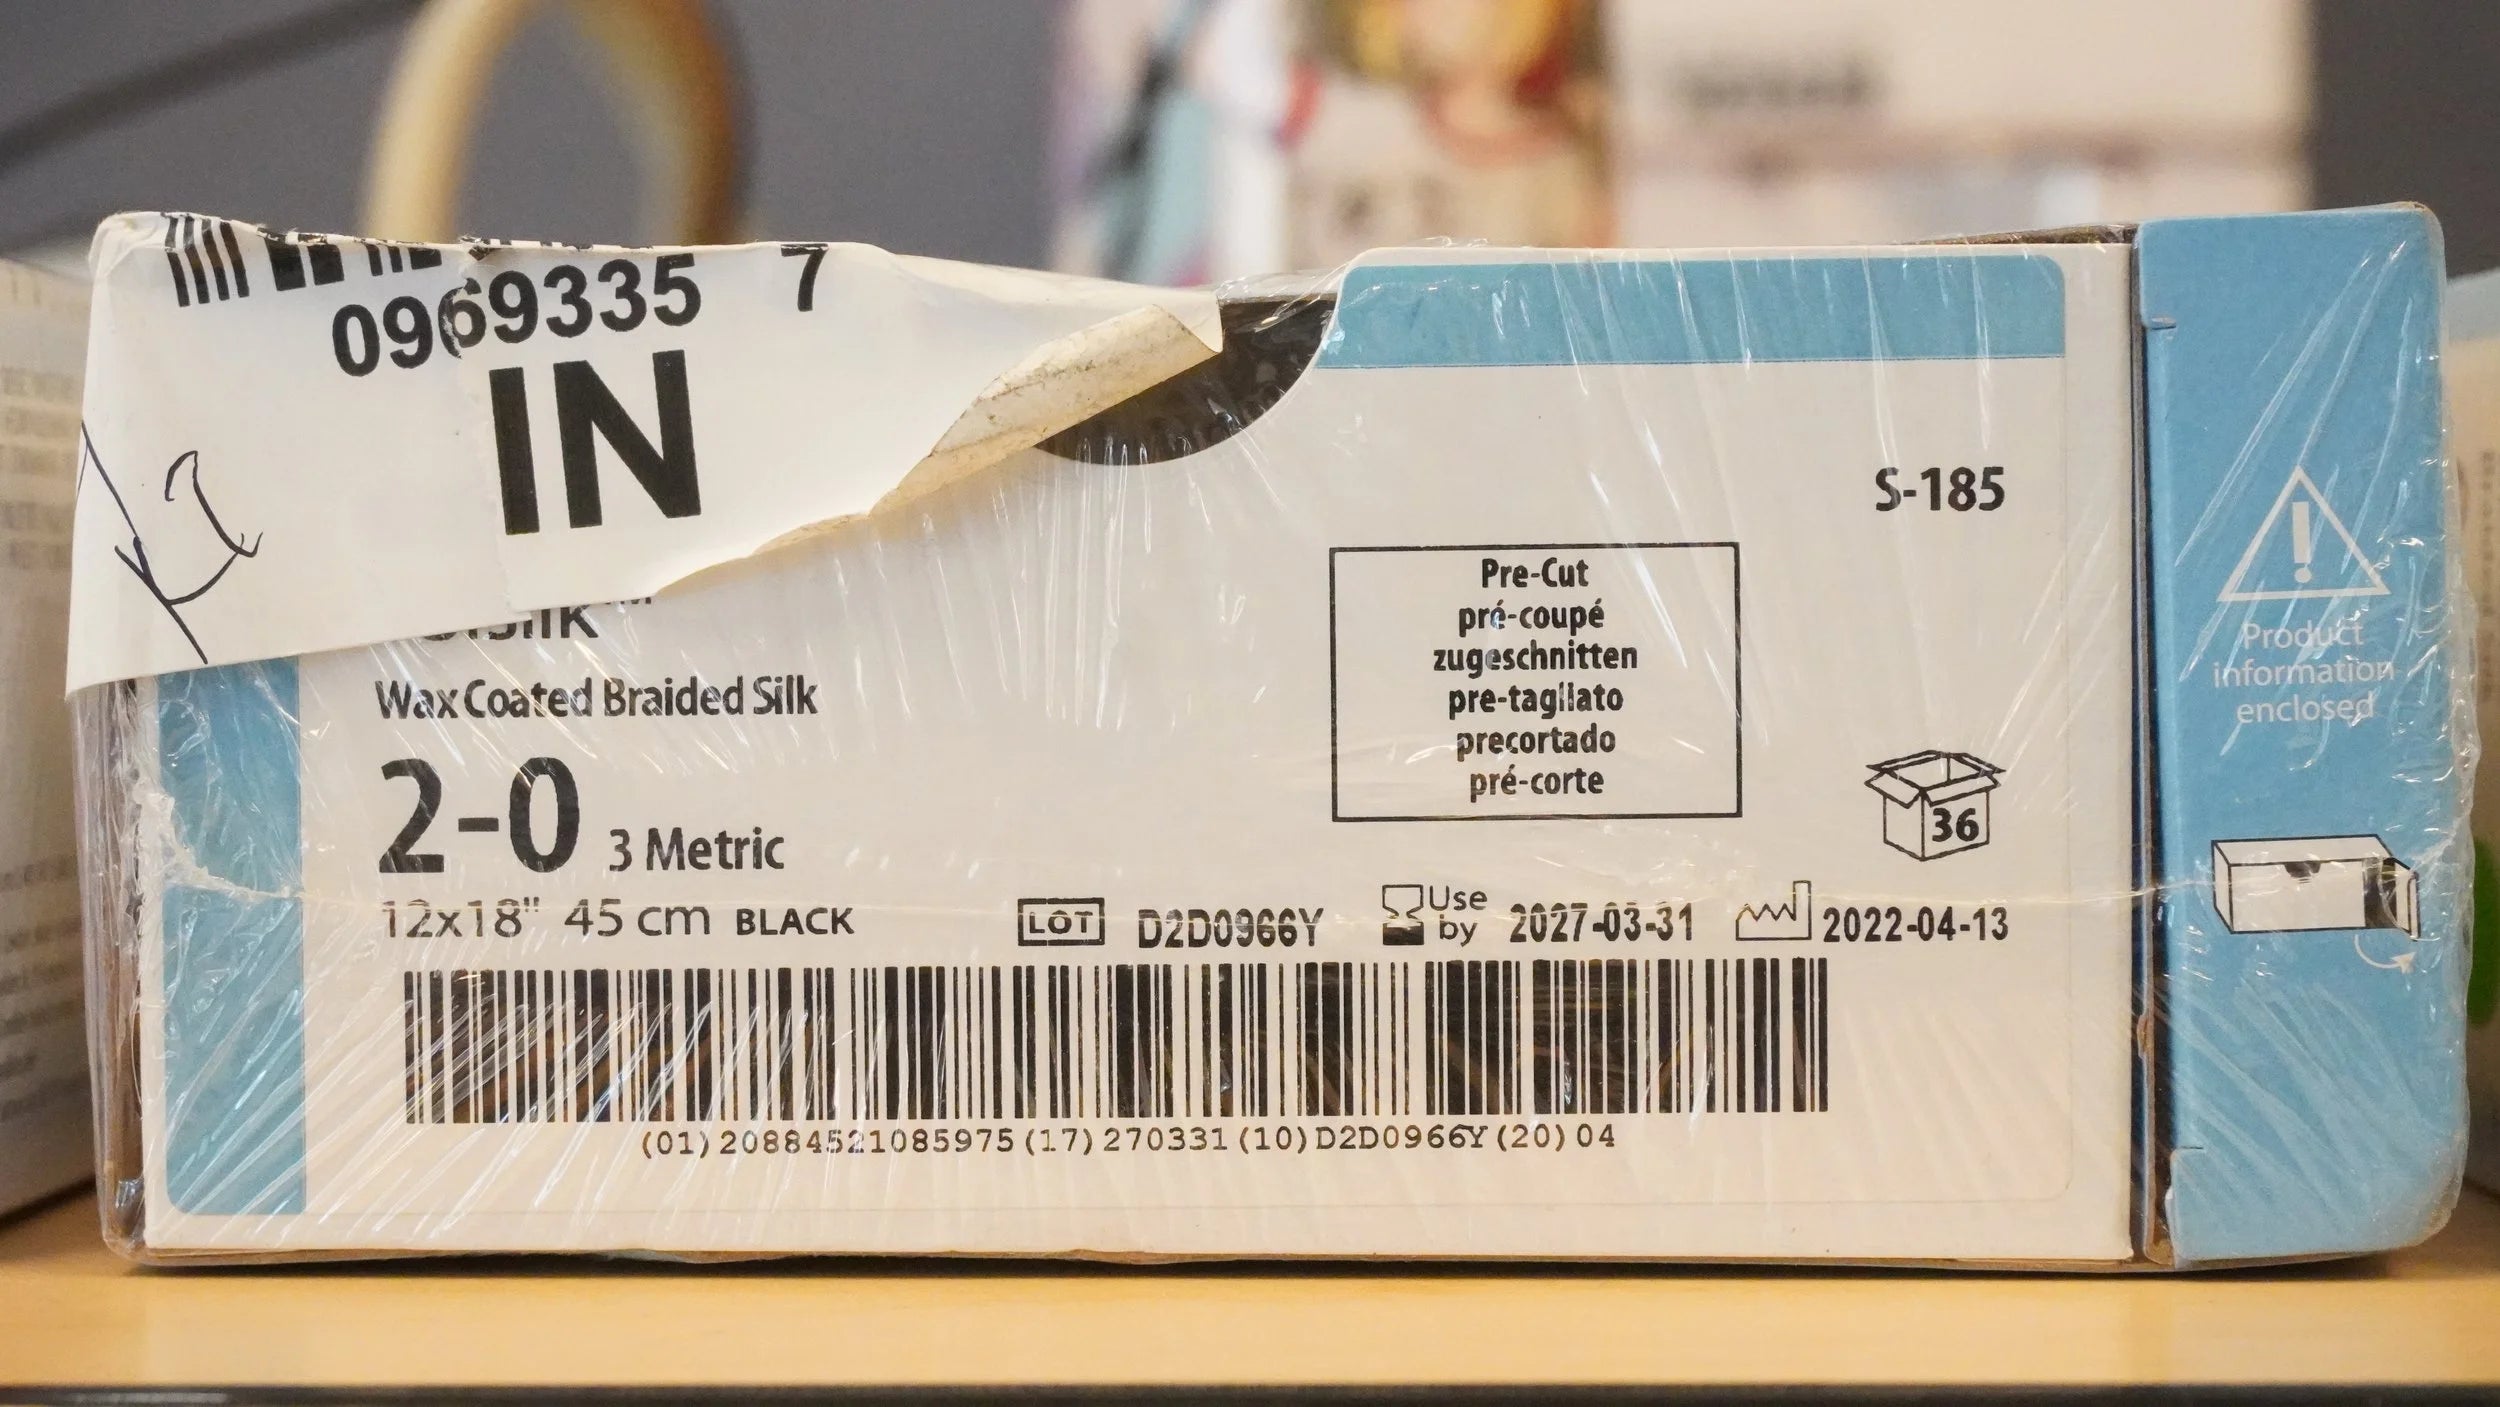 0969335 7
IN
S-185
Pre-Cut
pré-coupé
zugeschnitten
pre-tagliato
precortado
pré-corte
Wax Coated Braided Silk
2-0 3 Metric
36
12x18" 45 cm BLACK
LOT D2D0966Y Use by 2027-03-31 2022-04-13
(01)20884521085975(17)270331(10)D2D0966Y(20)04
Product
information
enclosed